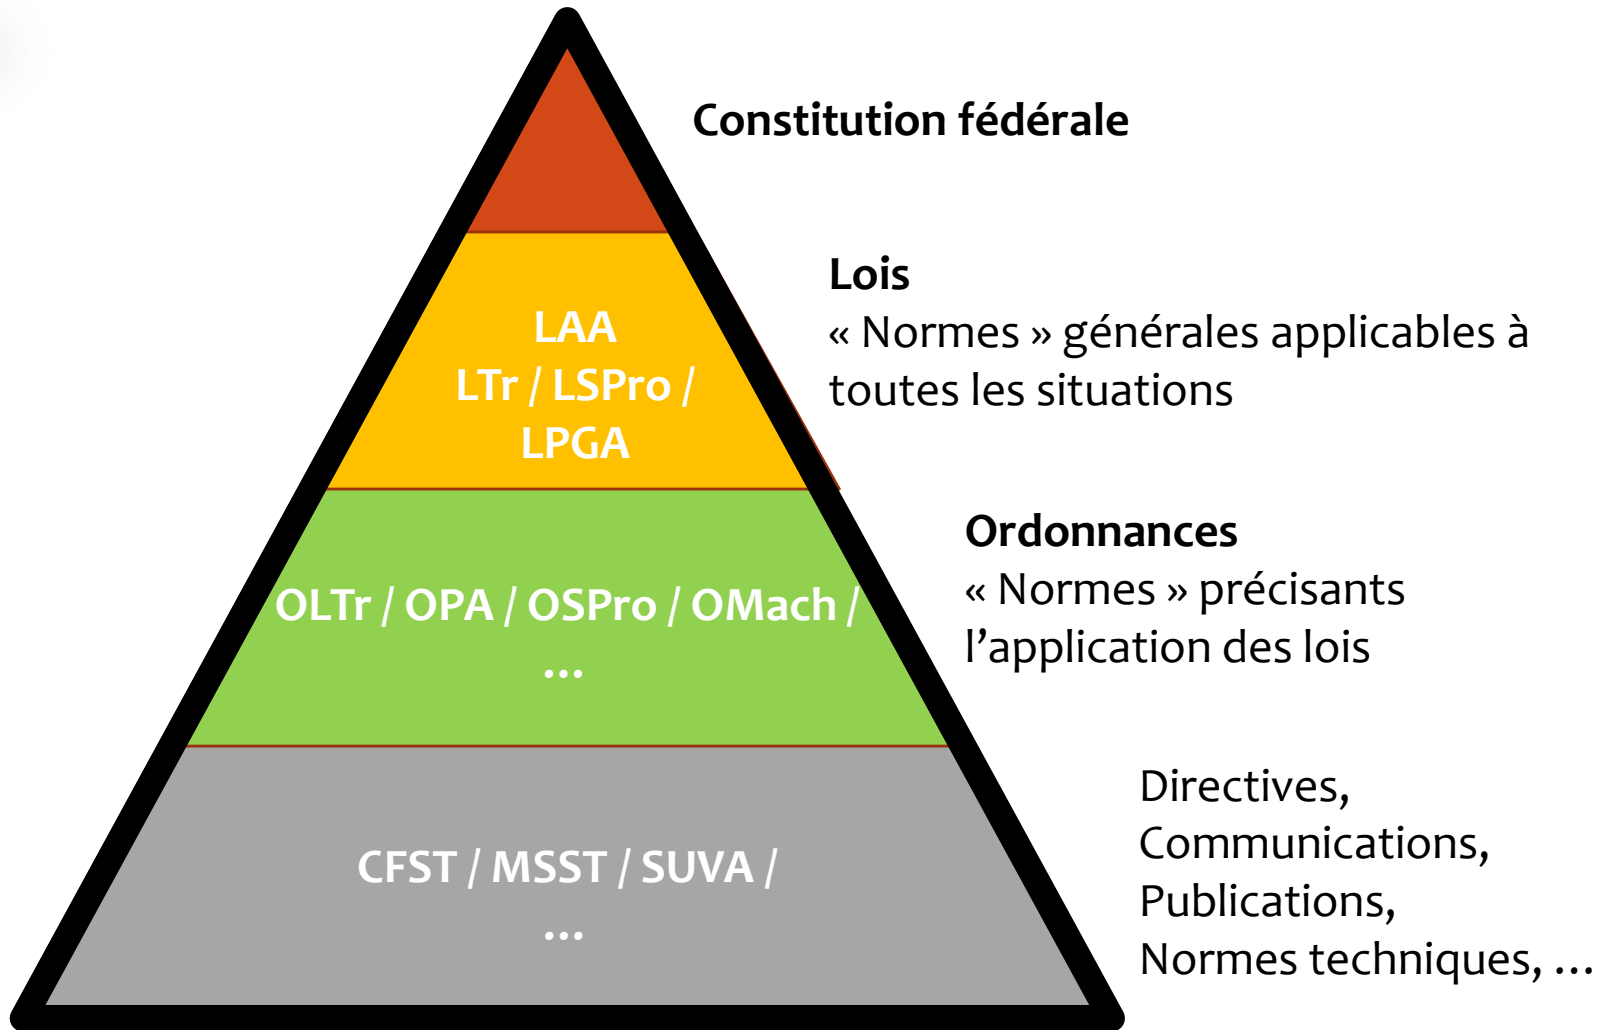 Constitution fédérale
Lois
« Normes » générales applicables à
toutes les situations
LAA
LTr / LSPro /
LPGA
Ordonnances
« Normes » précisants
l’application des lois
OLTr / OPA / OSPro / OMach /
...
Directives,
Communications,
Publications,
Normes techniques, ...
CFST / MSST / SUVA /
...